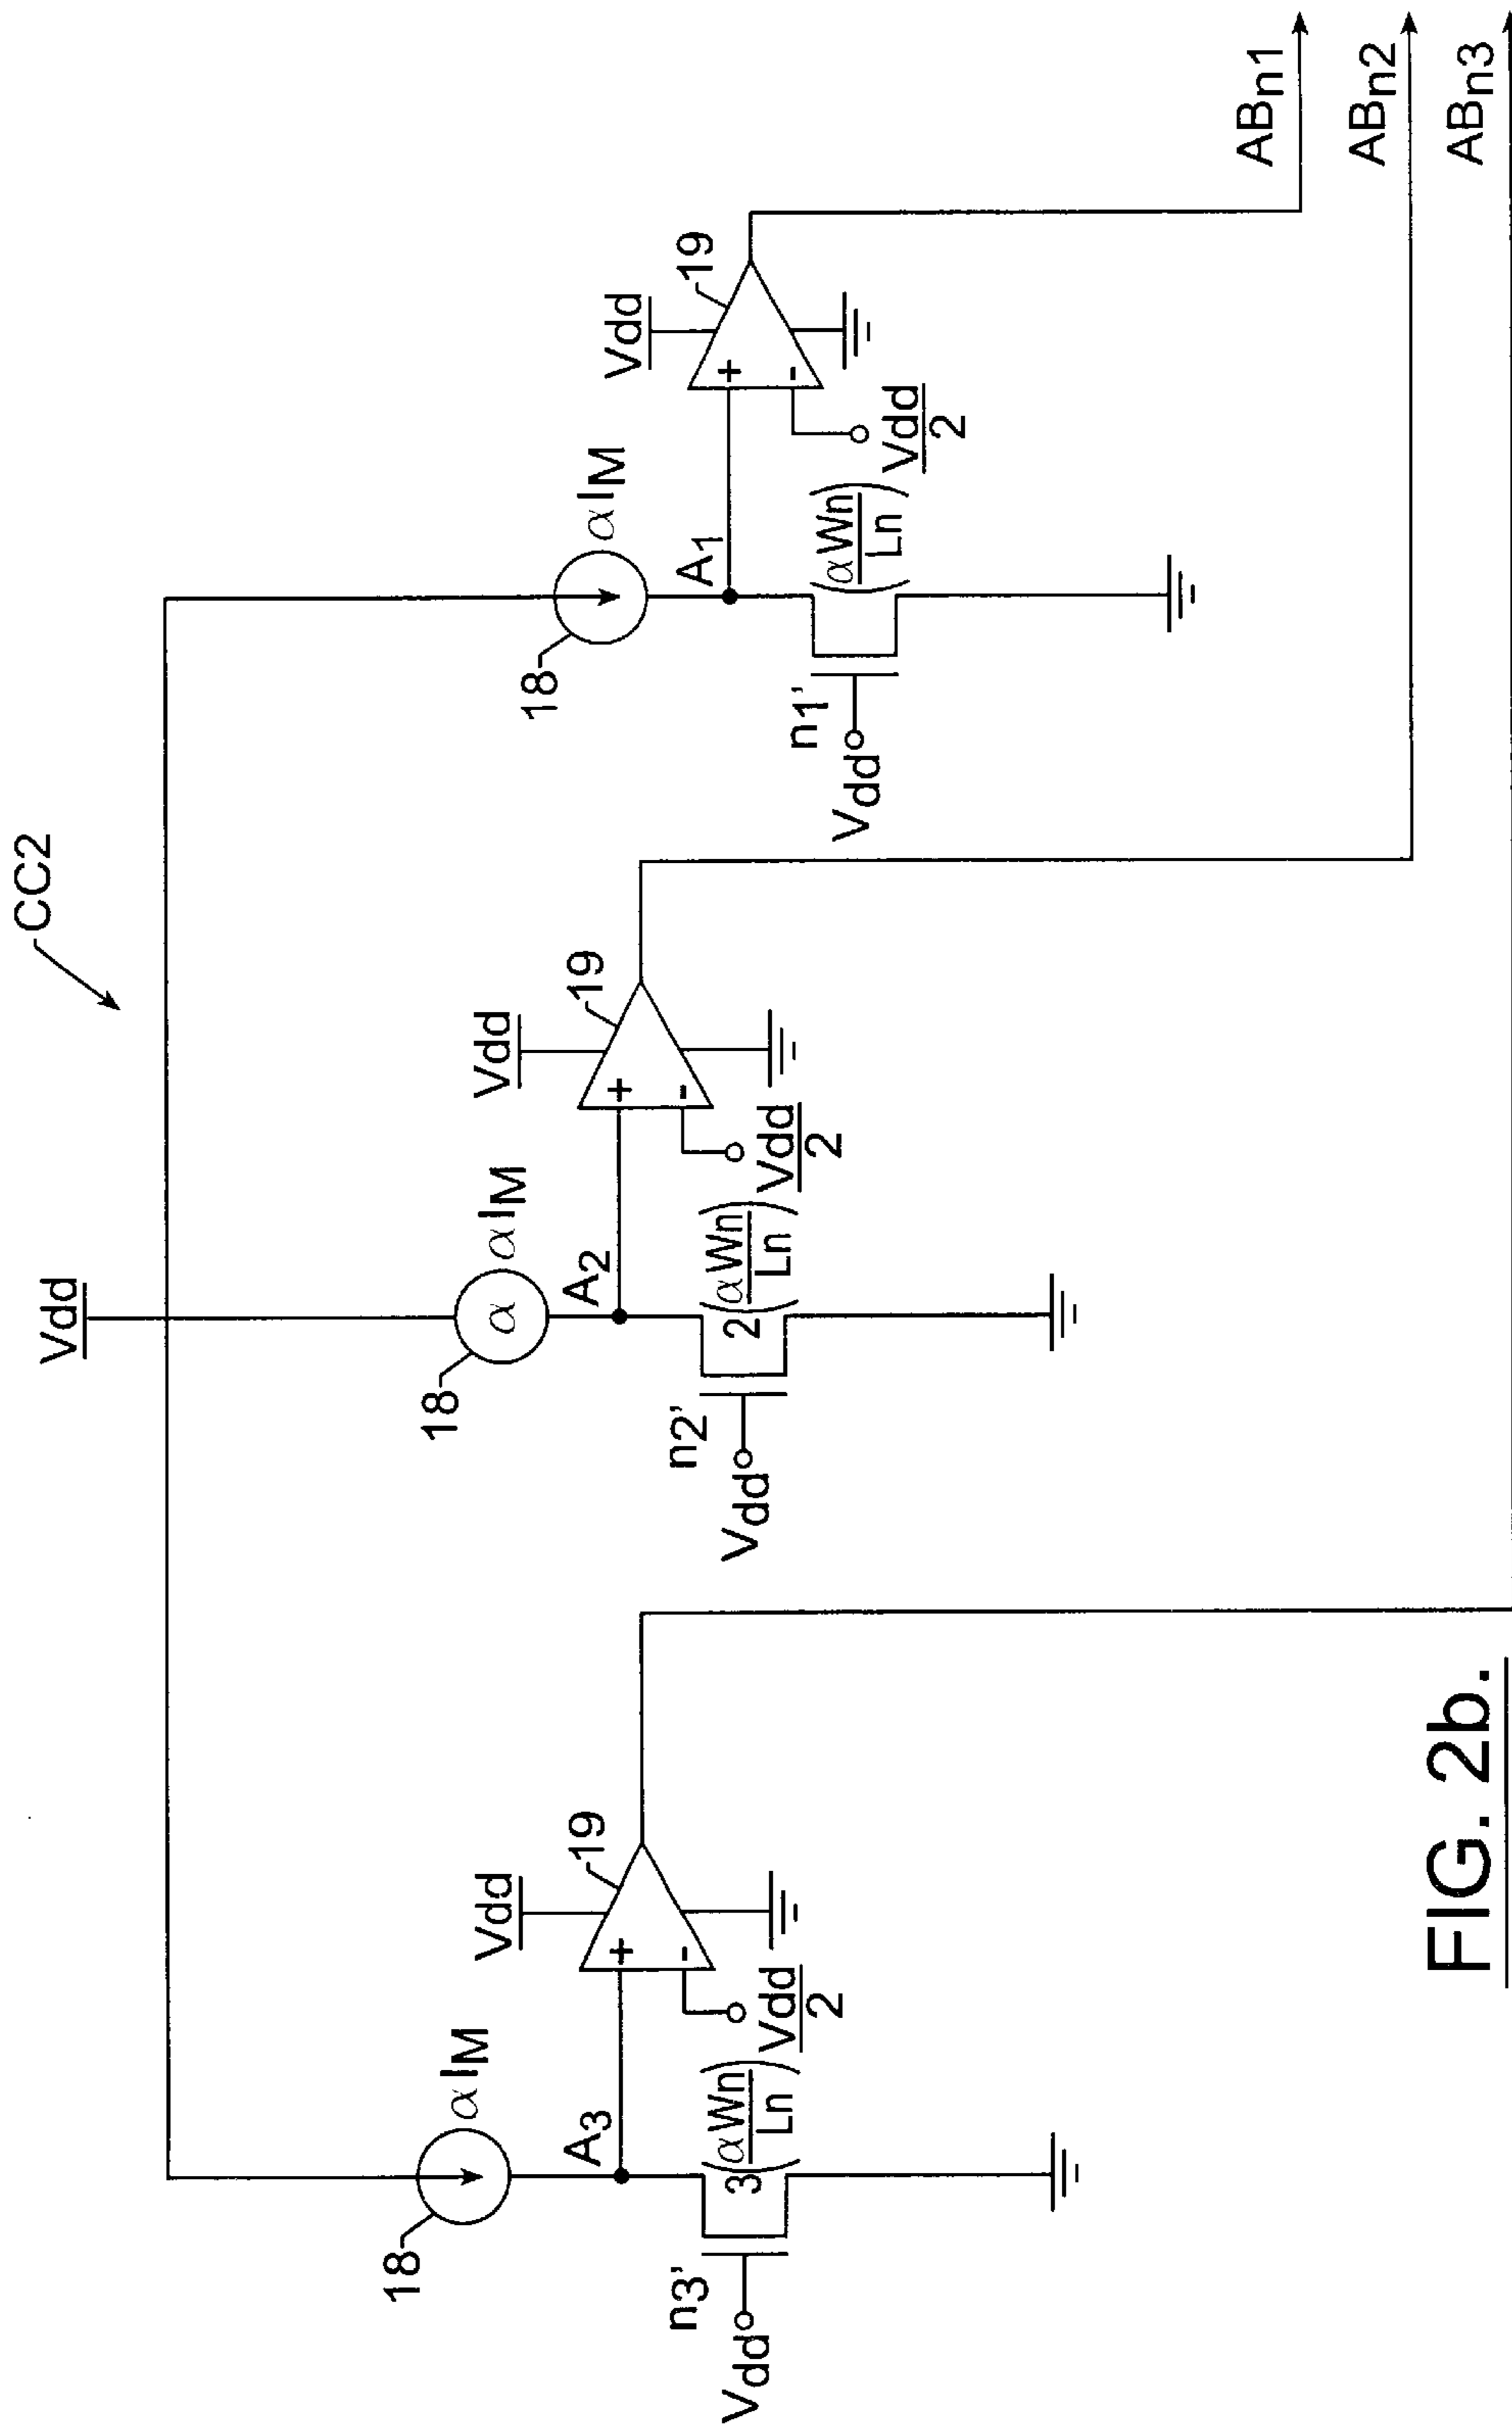 CC2
Vdd
18
αIM
A3
n3'
Vdd
3(αWn/Ln)
Vdd
19
+
-
Vdd/2
18
α
αIM
A2
n2'
Vdd
2(αWn/Ln)
Vdd
19
+
-
Vdd/2
18
αIM
A1
n1'
Vdd
(αWn/Ln)
Vdd
19
+
-
Vdd/2
ABn1
ABn2
ABn3
FIG. 2b.